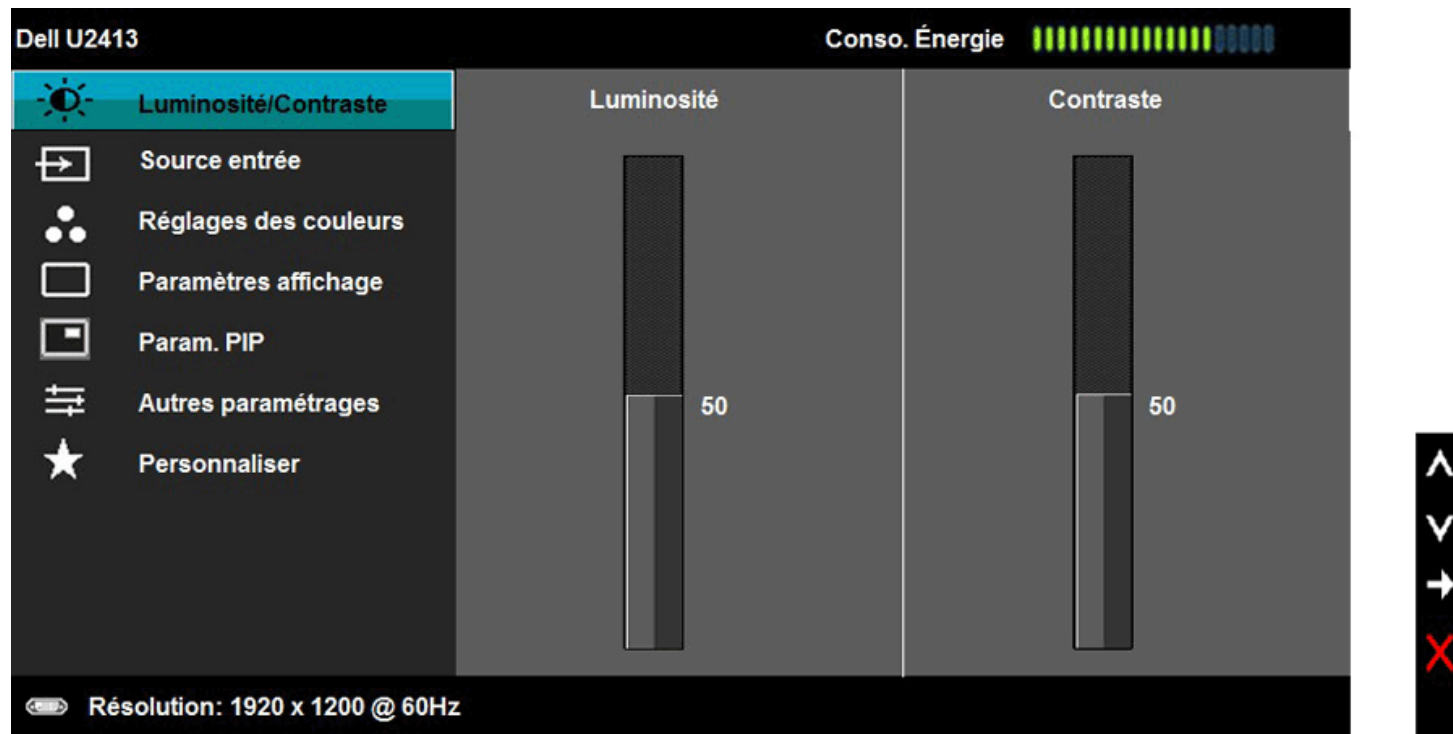 Dell U2413 Conso. Énergie
Luminosité/Contraste
Source entrée
Réglages des couleurs
Paramètres affichage
Param. PIP
Autres paramétrages
Personnaliser
Luminosité
50
Contraste
50
Résolution: 1920 x 1200 @ 60Hz